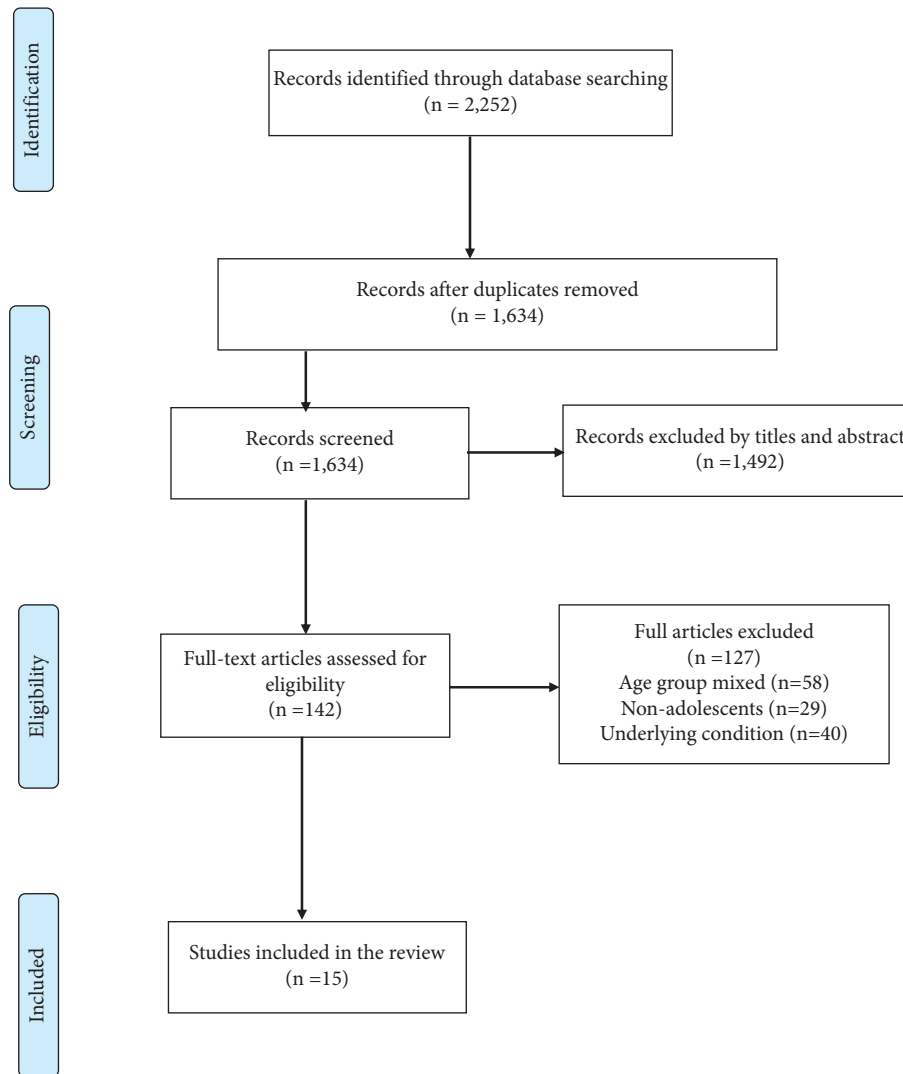 Identification
Records identified through database searching
(n = 2,252)
Records after duplicates removed
(n = 1,634)
Screening
Records screened
(n =1,634)
Records excluded by titles and abstract
(n =1,492)
Eligibility
Full-text articles assessed for
eligibility
(n =142)
Full articles excluded
(n =127)
Age group mixed (n=58)
Non-adolescents (n=29)
Underlying condition (n=40)
Included
Studies included in the review
(n =15)